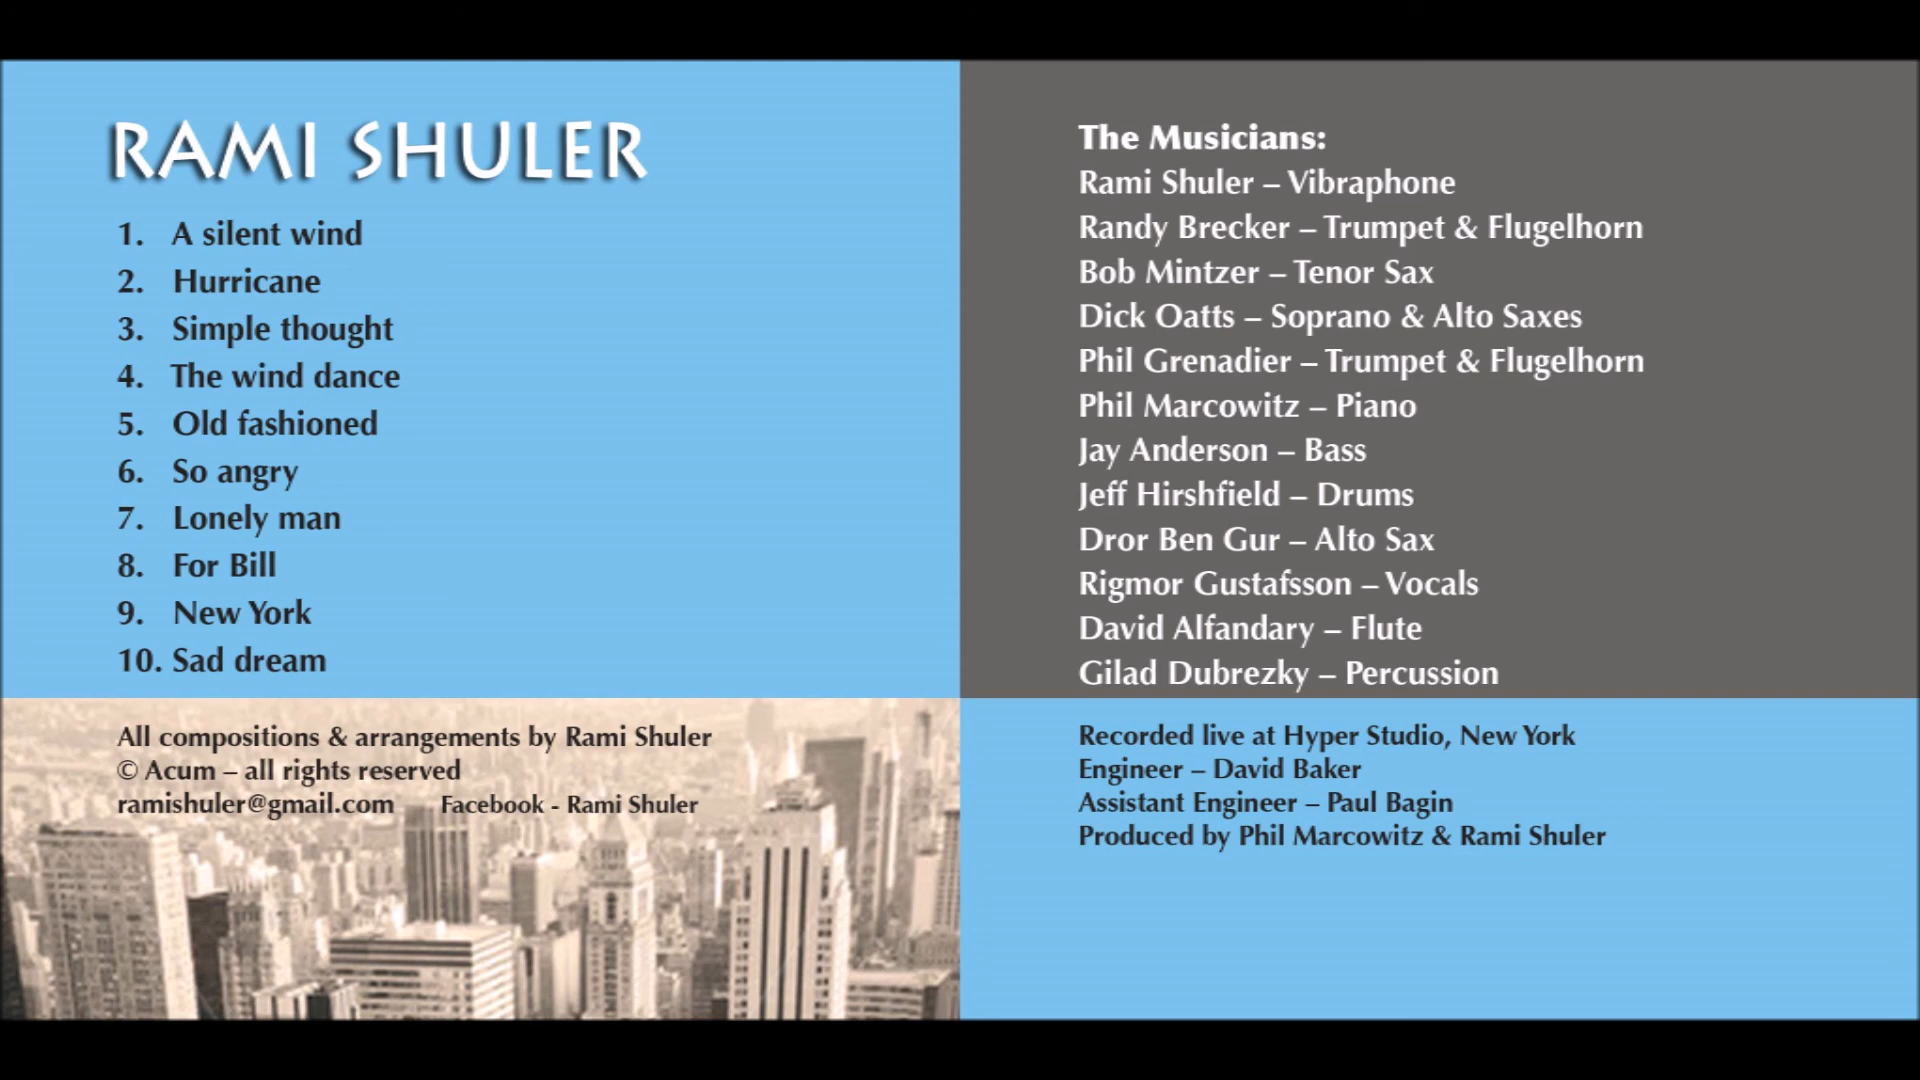 RAMI SHULER
1. A silent wind
2. Hurricane
3. Simple thought
4. The wind dance
5. Old fashioned
6. So angry
7. Lonely man
8. For Bill
9. New York
10. Sad dream
All compositions & arrangements by Rami Shuler
© Acum – all rights reserved
ramishuler@gmail.com Facebook - Rami Shuler
The Musicians:
Rami Shuler – Vibraphone
Randy Brecker – Trumpet & Flugelhorn
Bob Mintzer – Tenor Sax
Dick Oatts – Soprano & Alto Saxes
Phil Grenadier – Trumpet & Flugelhorn
Phil Marcowitz – Piano
Jay Anderson – Bass
Jeff Hirshfield – Drums
Dror Ben Gur – Alto Sax
Rigmor Gustafsson – Vocals
David Alfandary – Flute
Gilad Dubrezky – Percussion
Recorded live at Hyper Studio, New York
Engineer – David Baker
Assistant Engineer – Paul Bagin
Produced by Phil Marcowitz & Rami Shuler